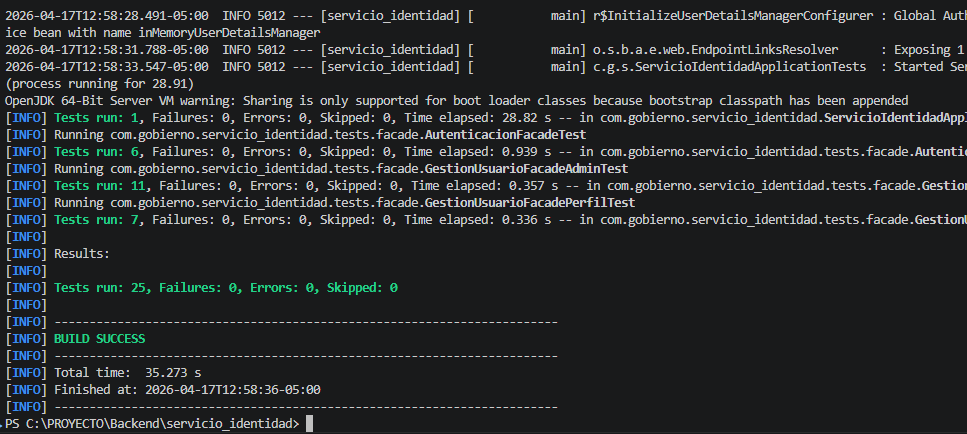 2026-04-17T12:58:28.491-05:00  INFO 5012 --- [servicio_identidad] [           main] r$InitializeUserDetailsManagerConfigurer : Global Auth
ice bean with name inMemoryUserDetailsManager
2026-04-17T12:58:31.788-05:00  INFO 5012 --- [servicio_identidad] [           main] o.s.b.a.e.web.EndpointLinksResolver      : Exposing 1
2026-04-17T12:58:33.547-05:00  INFO 5012 --- [servicio_identidad] [           main] c.g.s.ServicioIdentidadApplicationTests  : Started Ser
(process running for 28.91)
OpenJDK 64-Bit Server VM warning: Sharing is only supported for boot loader classes because bootstrap classpath has been appended
[INFO] Tests run: 1, Failures: 0, Errors: 0, Skipped: 0, Time elapsed: 28.82 s -- in com.gobierno.servicio_identidad.ServicioIdentidadAppl
[INFO] Running com.gobierno.servicio_identidad.tests.facade.AutenticacionFacadeTest
[INFO] Tests run: 6, Failures: 0, Errors: 0, Skipped: 0, Time elapsed: 0.939 s -- in com.gobierno.servicio_identidad.tests.facade.Autentic
[INFO] Running com.gobierno.servicio_identidad.tests.facade.GestionUsuarioFacadeAdminTest
[INFO] Tests run: 11, Failures: 0, Errors: 0, Skipped: 0, Time elapsed: 0.357 s -- in com.gobierno.servicio_identidad.tests.facade.Gestion
[INFO] Running com.gobierno.servicio_identidad.tests.facade.GestionUsuarioFacadePerfilTest
[INFO] Tests run: 7, Failures: 0, Errors: 0, Skipped: 0, Time elapsed: 0.336 s -- in com.gobierno.servicio_identidad.tests.facade.GestionU
[INFO]
[INFO] Results:
[INFO]
[INFO] Tests run: 25, Failures: 0, Errors: 0, Skipped: 0
[INFO]
[INFO] ------------------------------------------------------------------------
[INFO] BUILD SUCCESS
[INFO] ------------------------------------------------------------------------
[INFO] Total time:  35.273 s
[INFO] Finished at: 2026-04-17T12:58:36-05:00
[INFO] ------------------------------------------------------------------------
PS C:\PROYECTO\Backend\servicio_identidad>